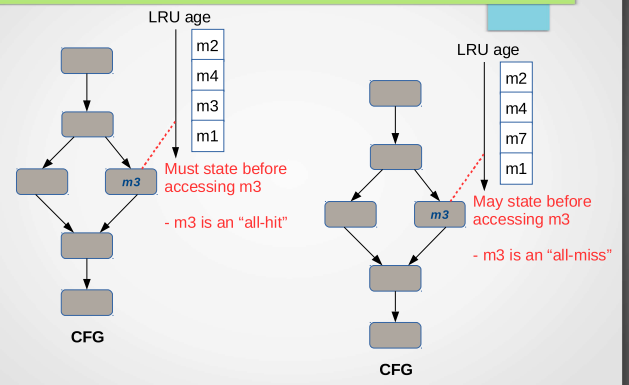 LRU age
m2
m4
m3
m1
m3
Must state before
accessing m3
- m3 is an “all-hit”
CFG
LRU age
m2
m4
m7
m1
m3
May state before
accessing m3
- m3 is an “all-miss”
CFG